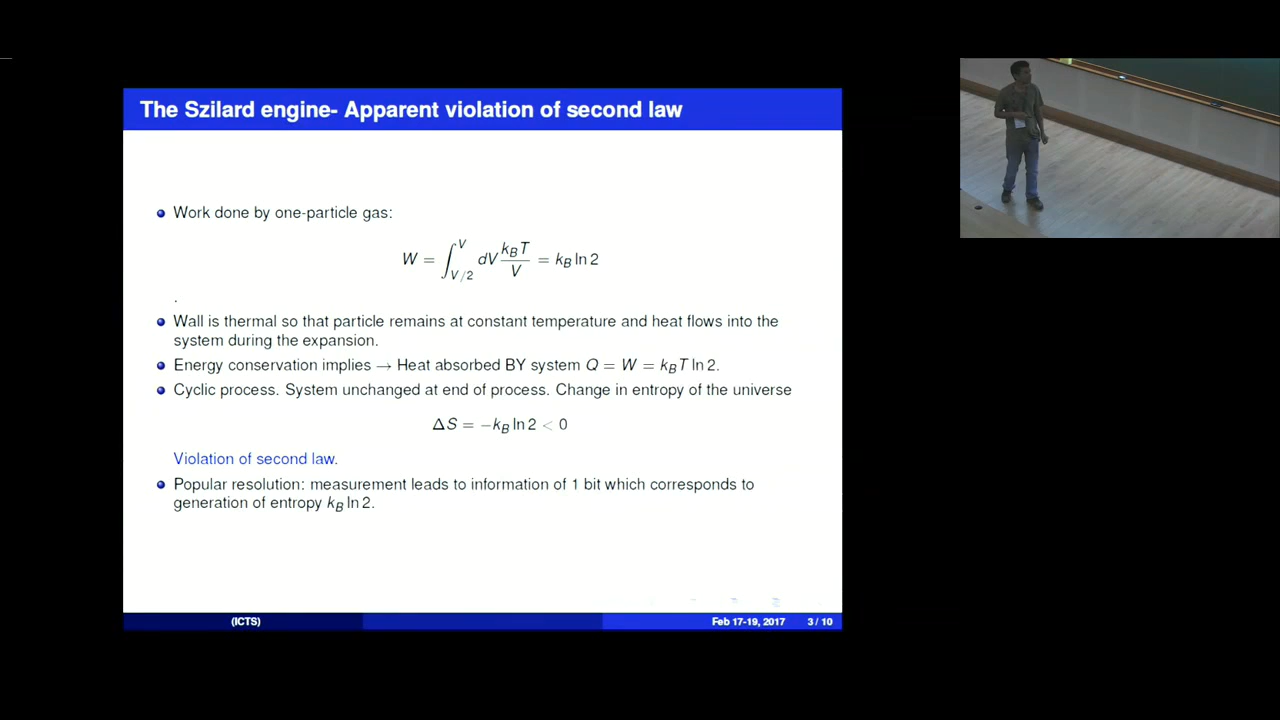 The Szilard engine- Apparent violation of second law
Work done by one-particle gas:
W = ∫_{V/2}^{V} dV \frac{k_B T}{V} = k_B ln 2
.
Wall is thermal so that particle remains at constant temperature and heat flows into the
system during the expansion.
Energy conservation implies → Heat absorbed BY system Q = W = k_B T ln 2.
Cyclic process. System unchanged at end of process. Change in entropy of the universe
ΔS = −k_B ln 2 < 0
Violation of second law.
Popular resolution: measurement leads to information of 1 bit which corresponds to
generation of entropy k_B ln 2.
(ICTS)
Feb 17-19, 2017 3 / 10